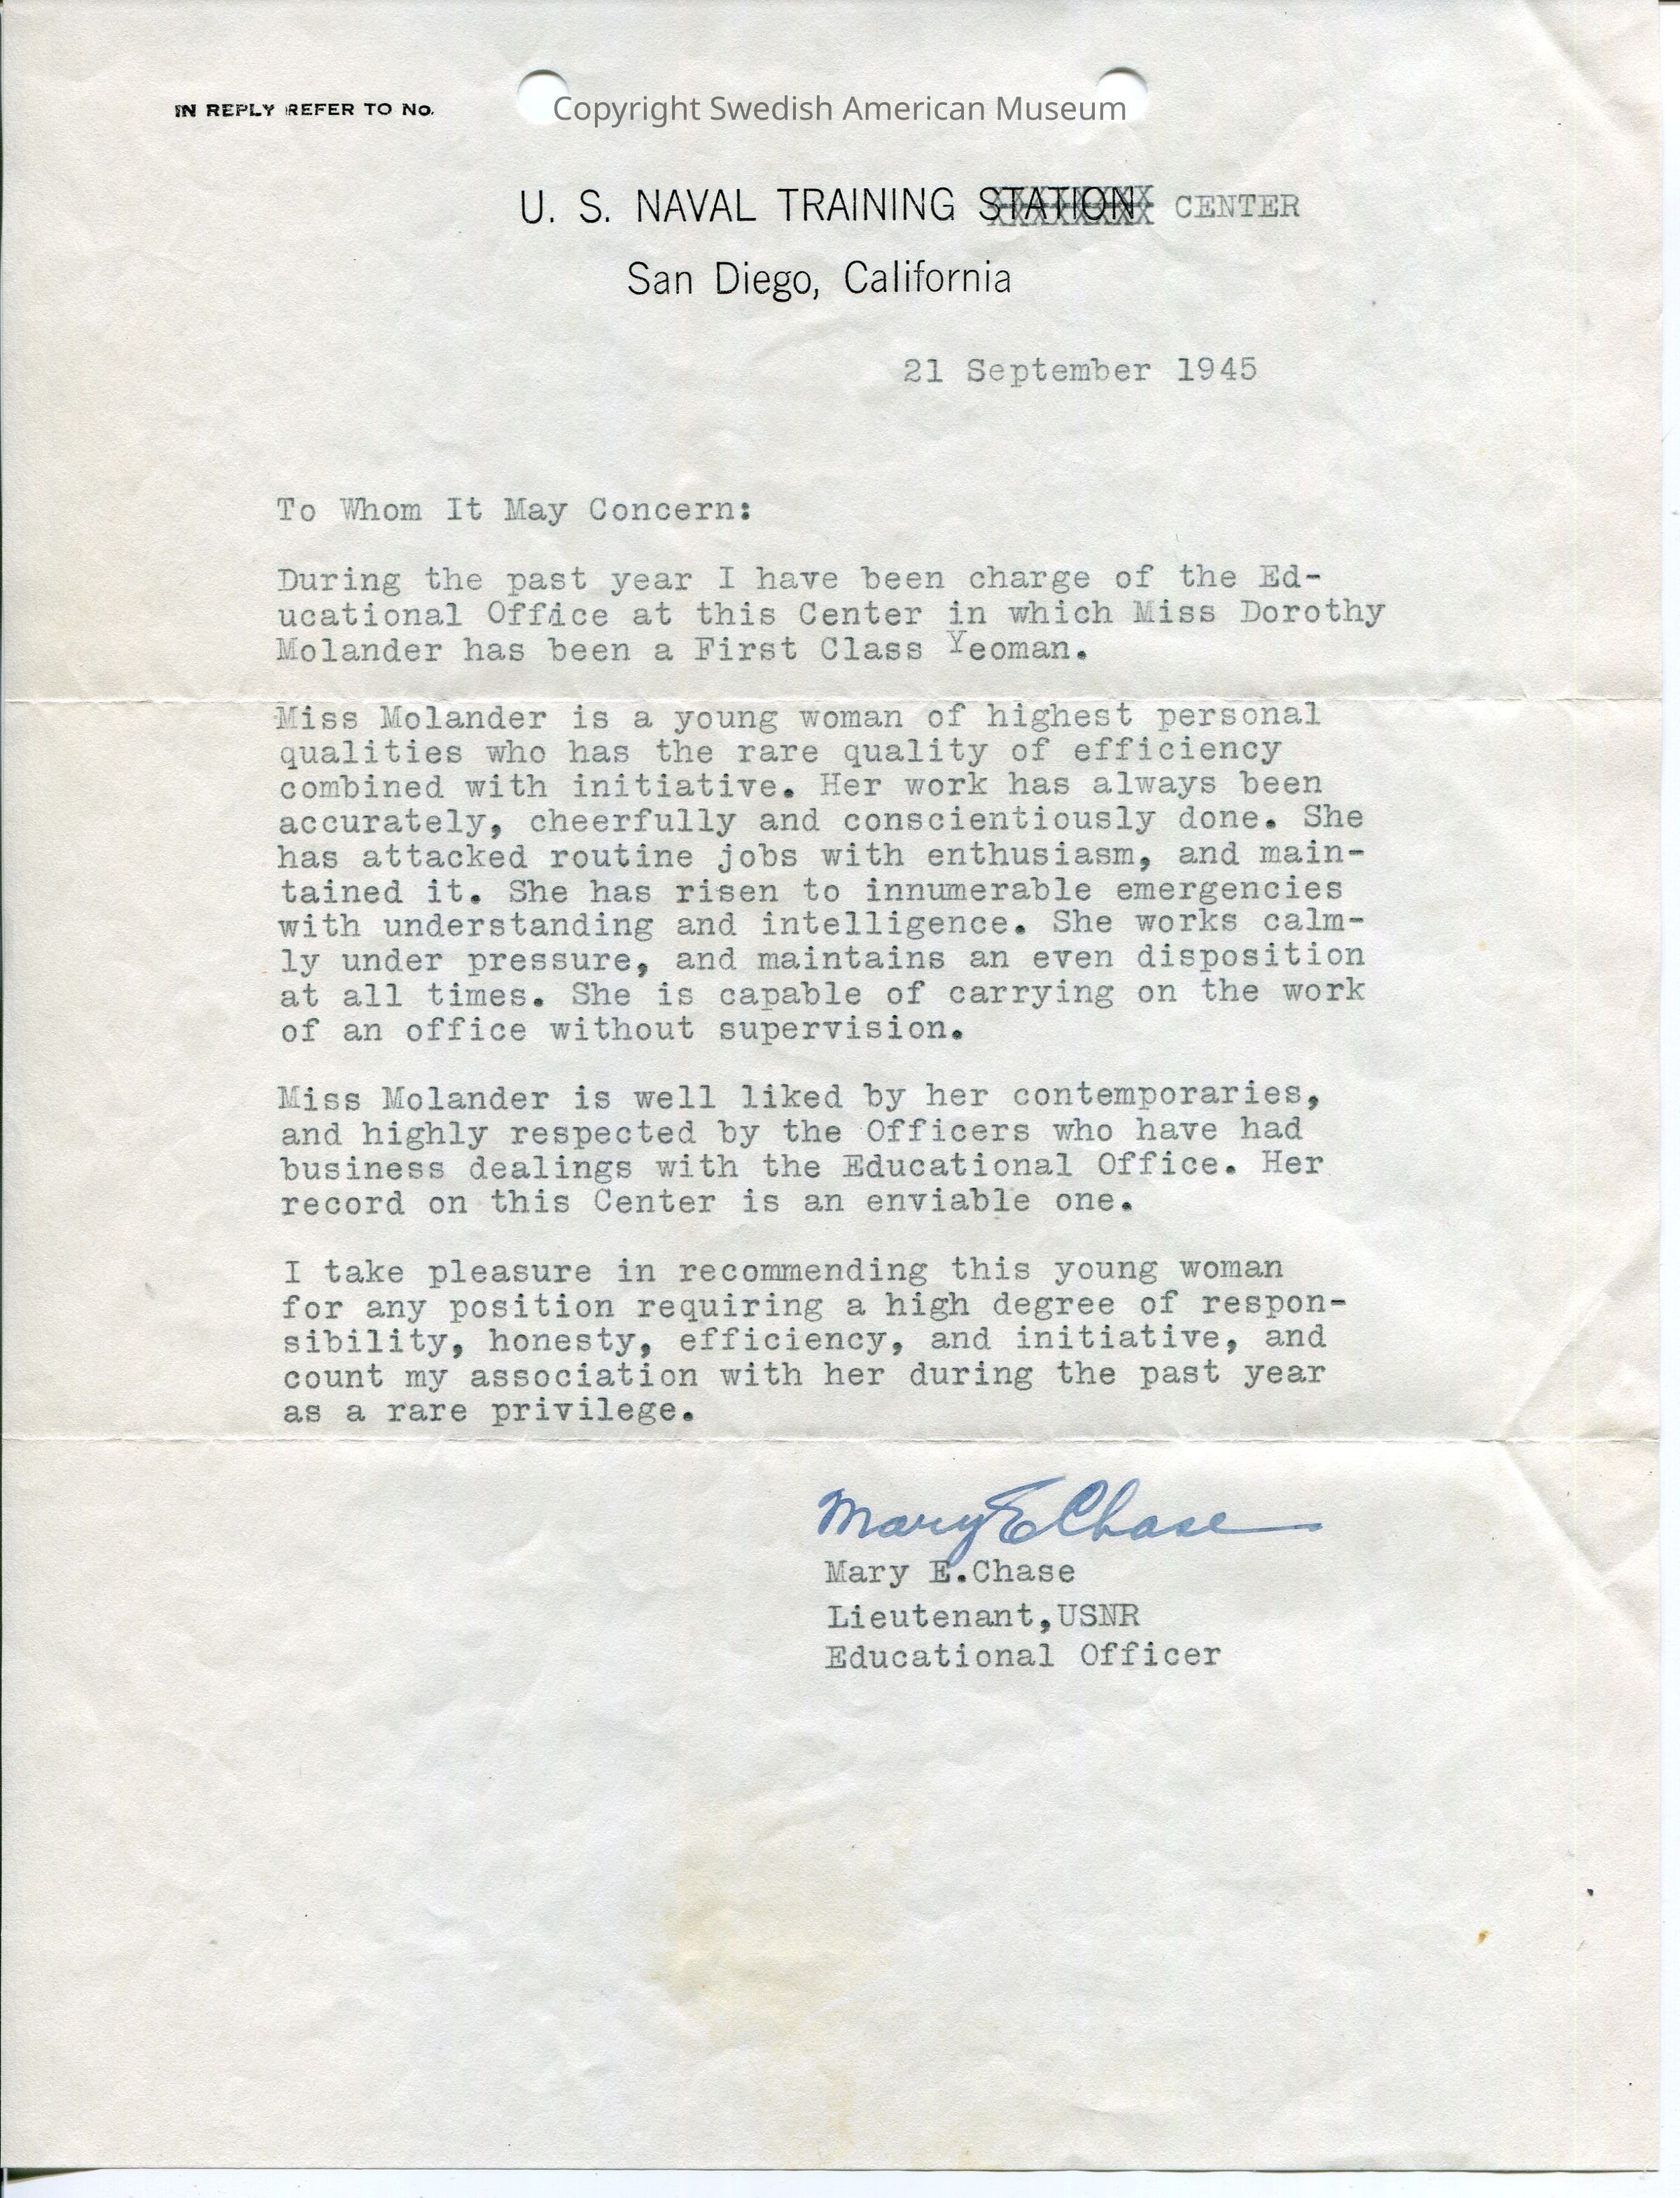 Copyright Swedish American Museum
IN REPLY REFER TO No.
U. S. NAVAL TRAINING STATION CENTER
San Diego, California
21 September 1945
To Whom It May Concern:
During the past year I have been charge of the Ed-
ucational Office at this Center in which Miss Dorothy
Molander has been a First Class Yeoman.
Miss Molander is a young woman of highest personal
qualities who has the rare quality of efficiency
combined with initiative. Her work has always been
accurately, cheerfully and conscientiously done. She
has attacked routine jobs with enthusiasm, and main-
tained it. She has risen to innumerable emergencies
with understanding and intelligence. She works calm-
ly under pressure, and maintains an even disposition
at all times. She is capable of carrying on the work
of an office without supervision.
Miss Molander is well liked by her contemporaries,
and highly respected by the Officers who have had
business dealings with the Educational Office. Her
record on this Center is an enviable one.
I take pleasure in recommending this young woman
for any position requiring a high degree of respon-
sibility, honesty, efficiency, and initiative, and
count my association with her during the past year
as a rare privilege.
Mary E Chase
Mary E.Chase
Lieutenant,USNR
Educational Officer